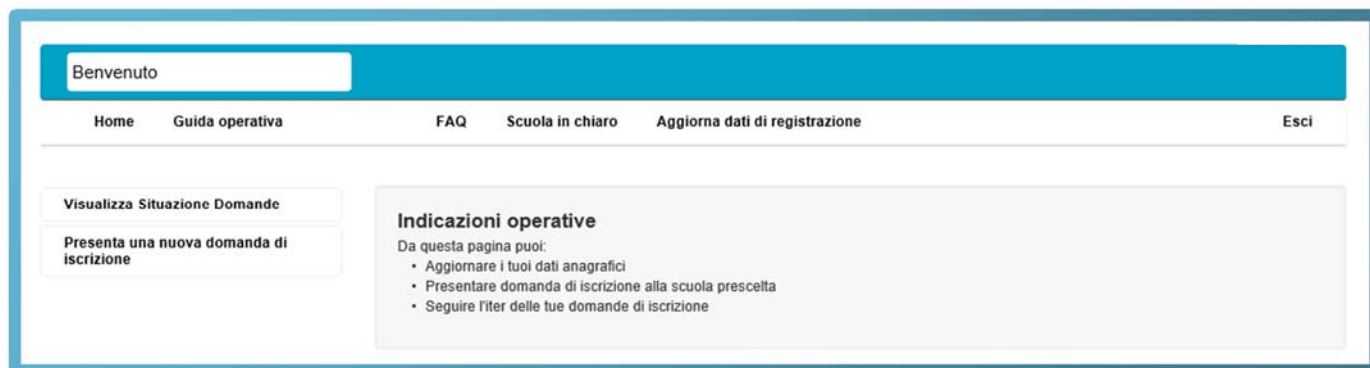 Benvenuto
Home Guida operativa FAQ Scuola in chiaro Aggiorna dati di registrazione Esci
Visualizza Situazione Domande
Presenta una nuova domanda di
iscrizione
Indicazioni operative
Da questa pagina puoi:
• Aggiornare i tuoi dati anagrafici
• Presentare domanda di iscrizione alla scuola prescelta
• Seguire l'iter delle tue domande di iscrizione